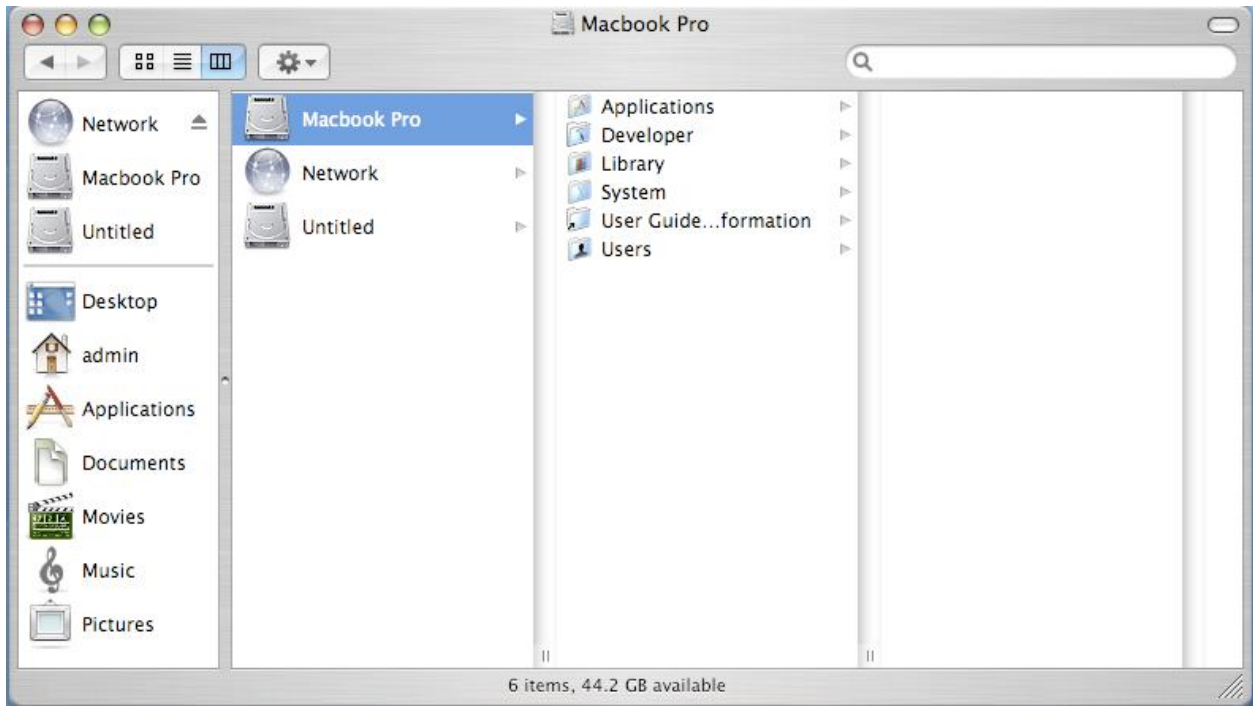 Macbook Pro
Network
Macbook Pro
Untitled
Desktop
admin
Applications
Documents
Movies
Music
Pictures
Macbook Pro
Network
Untitled
Applications
Developer
Library
System
User Guide...formation
Users
6 items, 44.2 GB available